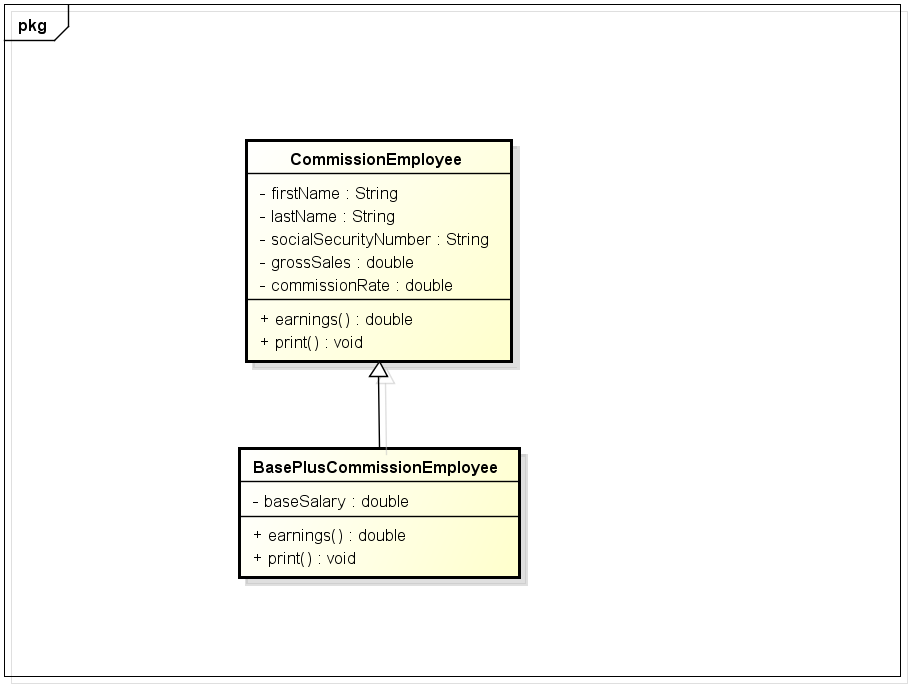 pkg
CommissionEmployee
- firstName : String
- lastName : String
- socialSecurityNumber : String
- grossSales : double
- commissionRate : double
+ earnings() : double
+ print() : void
BasePlusCommissionEmployee
- baseSalary : double
+ earnings() : double
+ print() : void